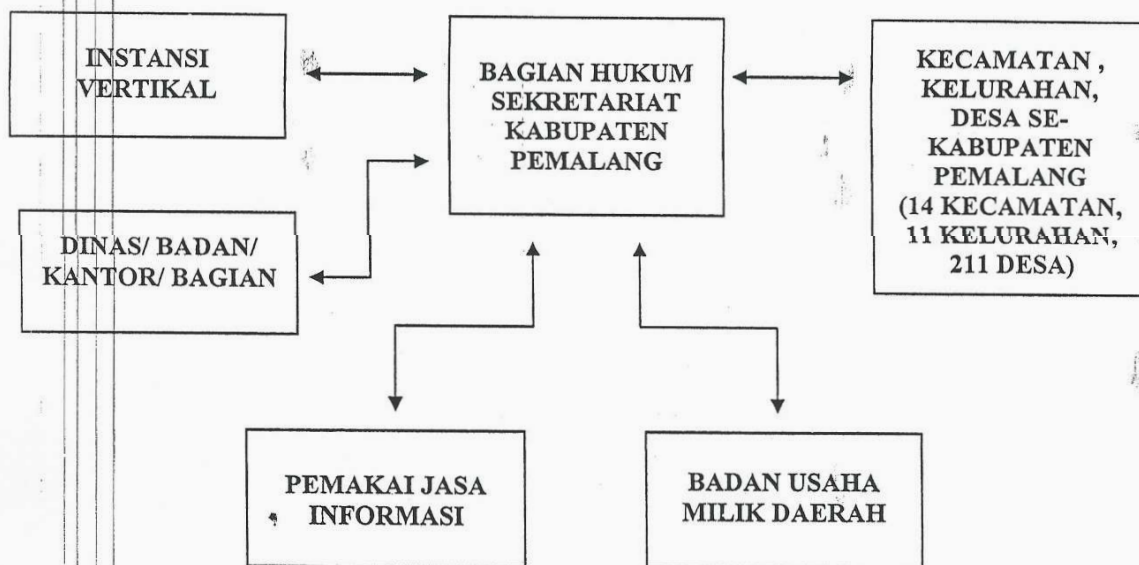 INSTANSI
VERTIKAL
BAGIAN HUKUM
SEKRETARIAT
KABUPATEN
PEMALANG
KECAMATAN ,
KELURAHAN,
DESA SE-
KABUPATEN
PEMALANG
(14 KECAMATAN,
11 KELURAHAN,
211 DESA)
DINAS/ BADAN/
KANTOR/ BAGIAN
PEMAKAI JASA
INFORMASI
BADAN USAHA
MILIK DAERAH